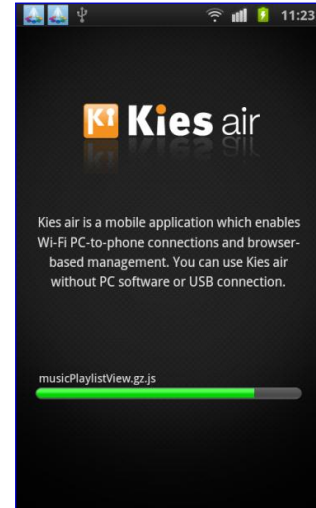 11:23
Ki Kies air
Kies air is a mobile application which enables
Wi-Fi PC-to-phone connections and browser-
based management. You can use Kies air
without PC software or USB connection.
musicPlaylistView.gz.js